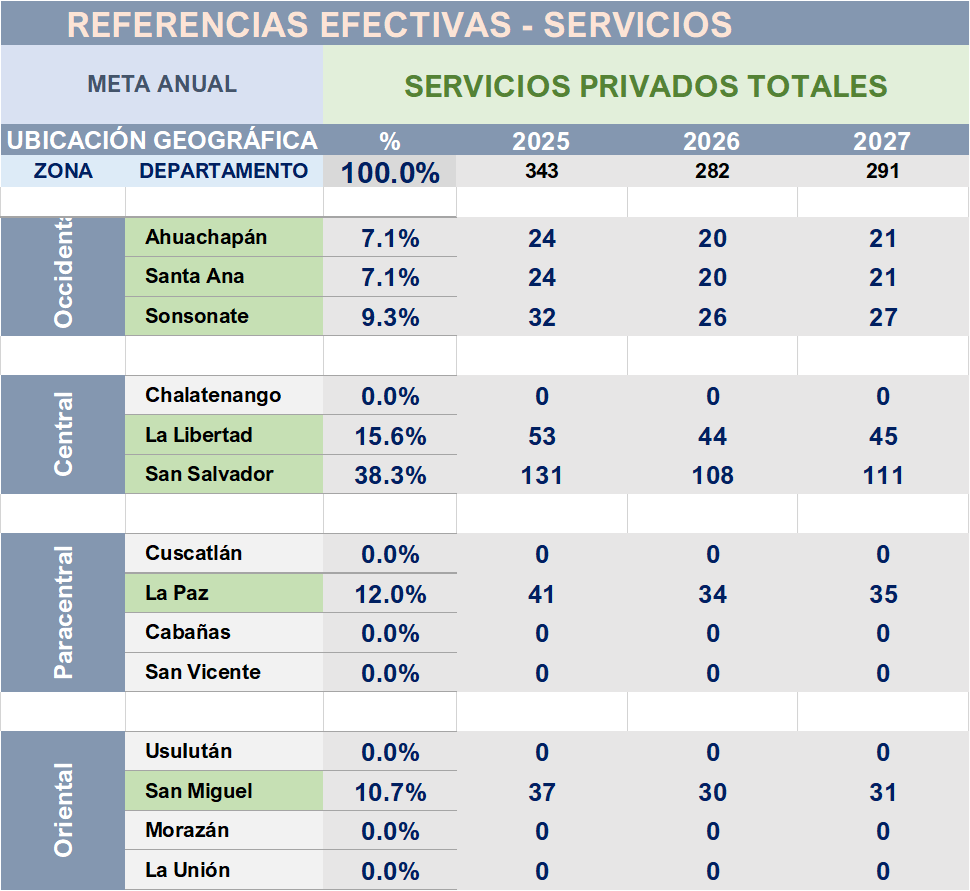 REFERENCIAS EFECTIVAS - SERVICIOS
META ANUAL SERVICIOS PRIVADOS TOTALES
UBICACIÓN GEOGRÁFICA % 2025 2026 2027
ZONA DEPARTAMENTO 100.0% 343 282 291
Occidenta
Ahuachapán 7.1% 24 20 21
Santa Ana 7.1% 24 20 21
Sonsonate 9.3% 32 26 27
Central
Chalatenango 0.0% 0 0 0
La Libertad 15.6% 53 44 45
San Salvador 38.3% 131 108 111
Paracentral
Cuscatlán 0.0% 0 0 0
La Paz 12.0% 41 34 35
Cabañas 0.0% 0 0 0
San Vicente 0.0% 0 0 0
Oriental
Usulután 0.0% 0 0 0
San Miguel 10.7% 37 30 31
Morazán 0.0% 0 0 0
La Unión 0.0% 0 0 0